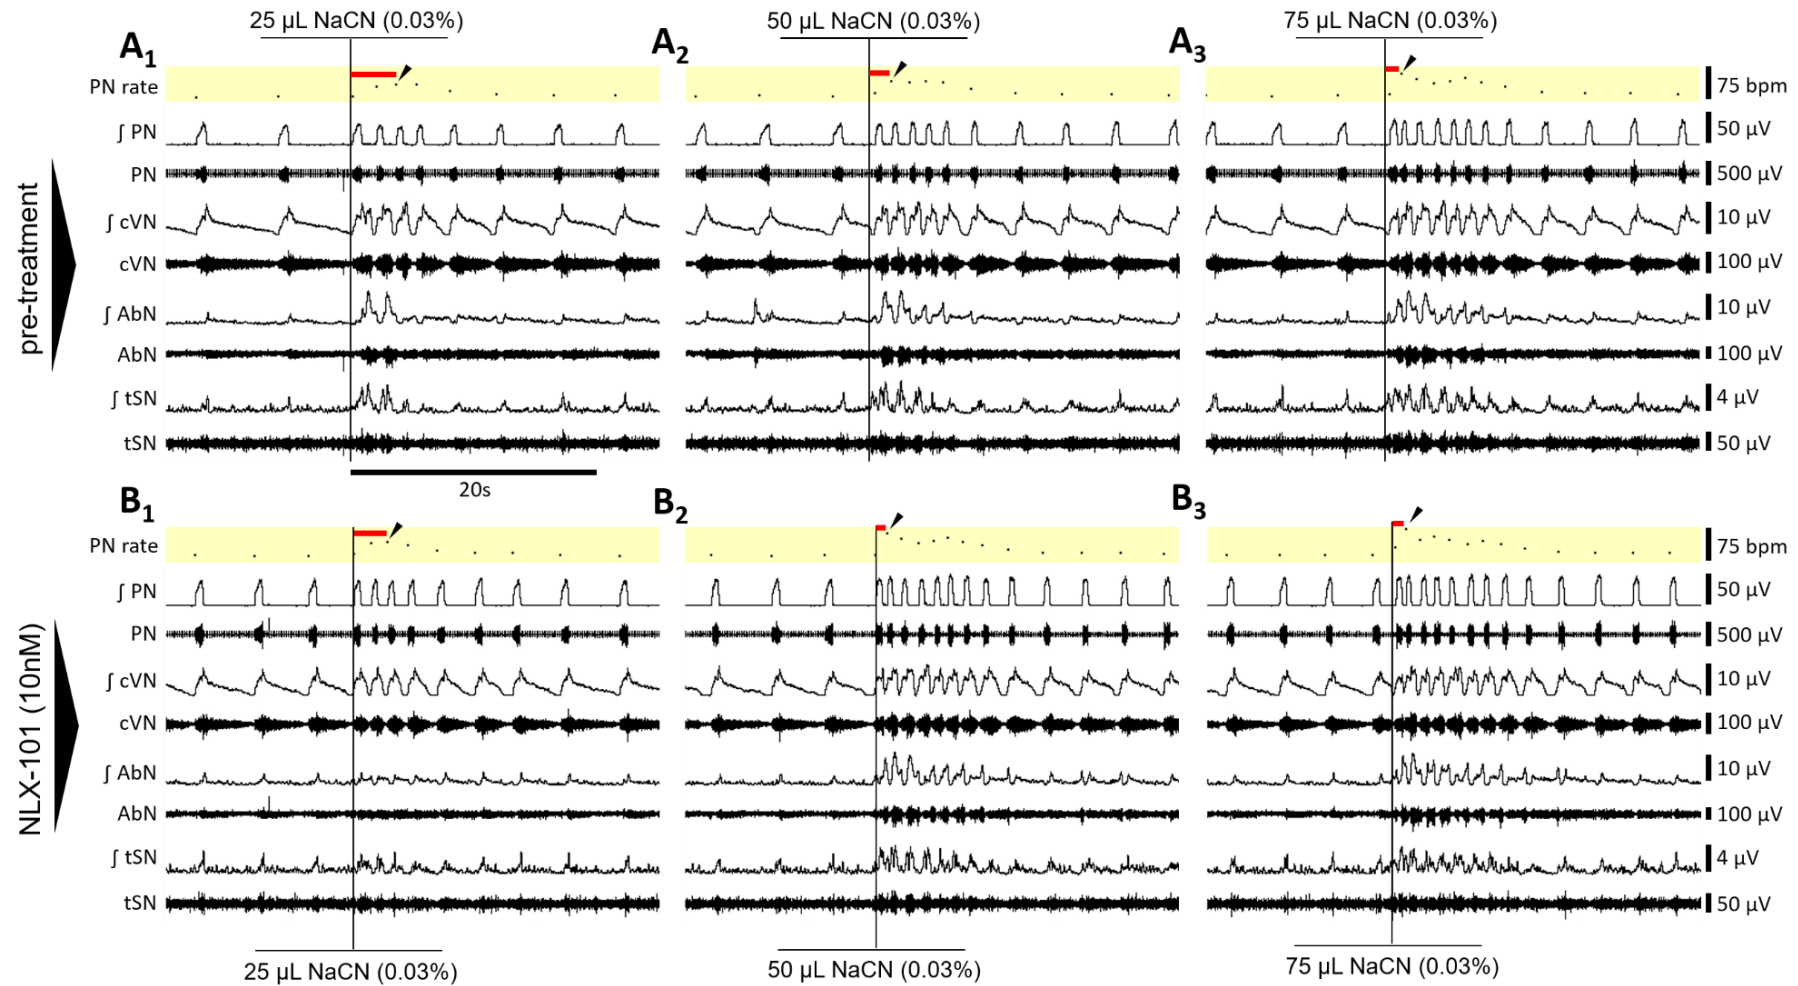 25 µL NaCN (0.03%)
50 µL NaCN (0.03%)
75 µL NaCN (0.03%)
A1
A2
A3
PN rate
75 bpm
∫ PN
50 µV
PN
500 µV
∫ cVN
10 µV
cVN
100 µV
∫ AbN
10 µV
AbN
100 µV
∫ tSN
4 µV
tSN
50 µV
pre-treatment
20s
B1
B2
B3
PN rate
75 bpm
∫ PN
50 µV
PN
500 µV
∫ cVN
10 µV
cVN
100 µV
∫ AbN
10 µV
AbN
100 µV
∫ tSN
4 µV
tSN
50 µV
NLX-101 (10nM)
25 µL NaCN (0.03%)
50 µL NaCN (0.03%)
75 µL NaCN (0.03%)